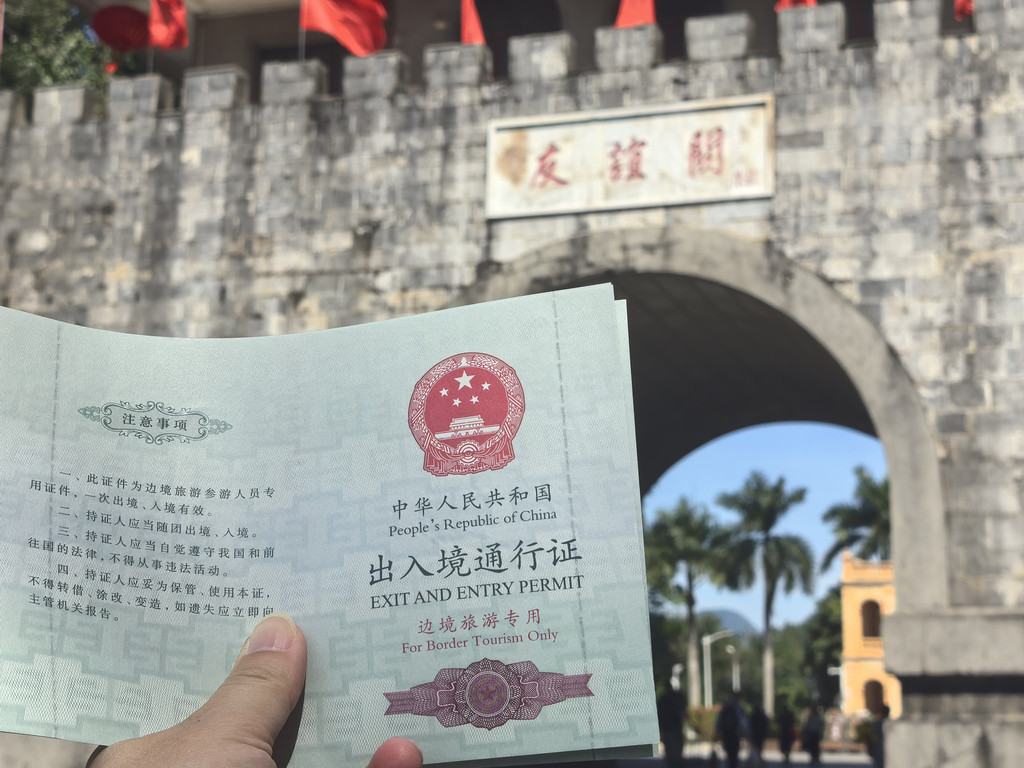 友誼關
注意事项
一、此证件为边境旅游参游人员专
用证件，一次出境、入境有效。
二、持证人应当随团出境、入境。
三、持证人应当自觉遵守我国和前
往国的法律，不得从事违法活动。
四、持证人应妥为保管、使用本证，
不得转借、涂改、变造，如遗失应立即向
主管机关报告。
中华人民共和国
People's Republic of China
出入境通行证
EXIT AND ENTRY PERMIT
边境旅游专用
For Border Tourism Only